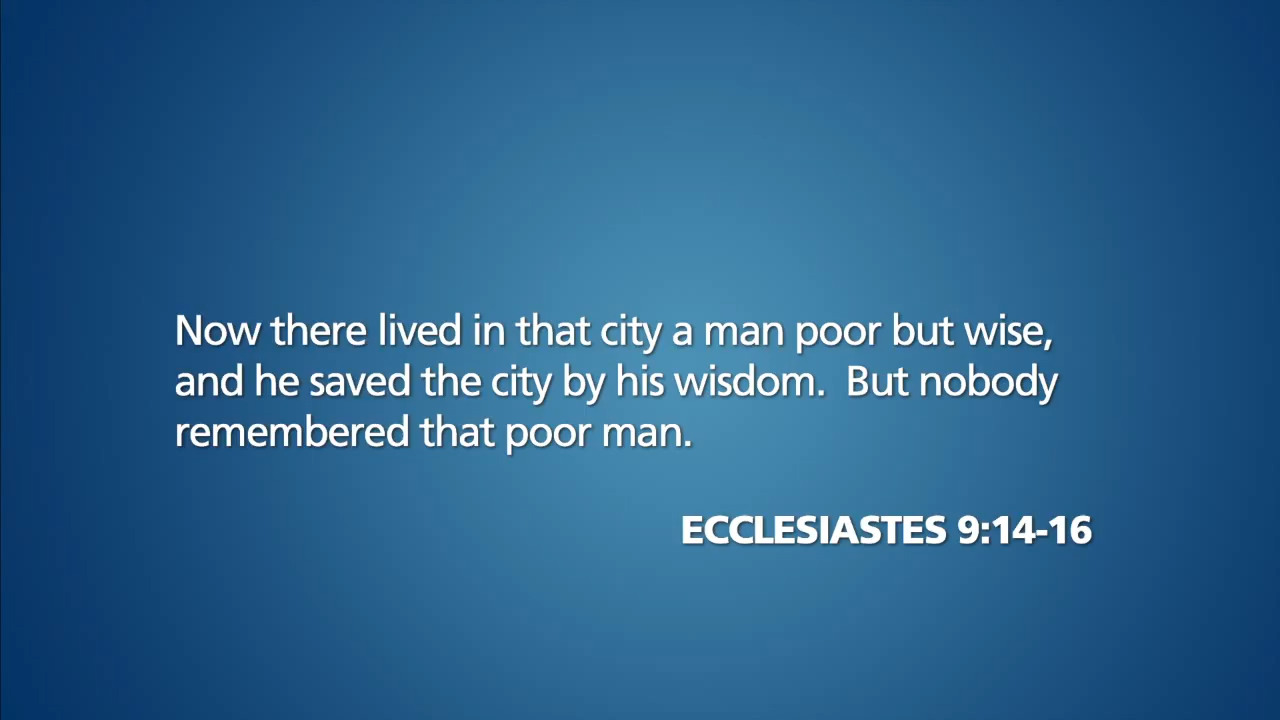 Now there lived in that city a man poor but wise,
and he saved the city by his wisdom.  But nobody
remembered that poor man.
ECCLESIASTES 9:14-16